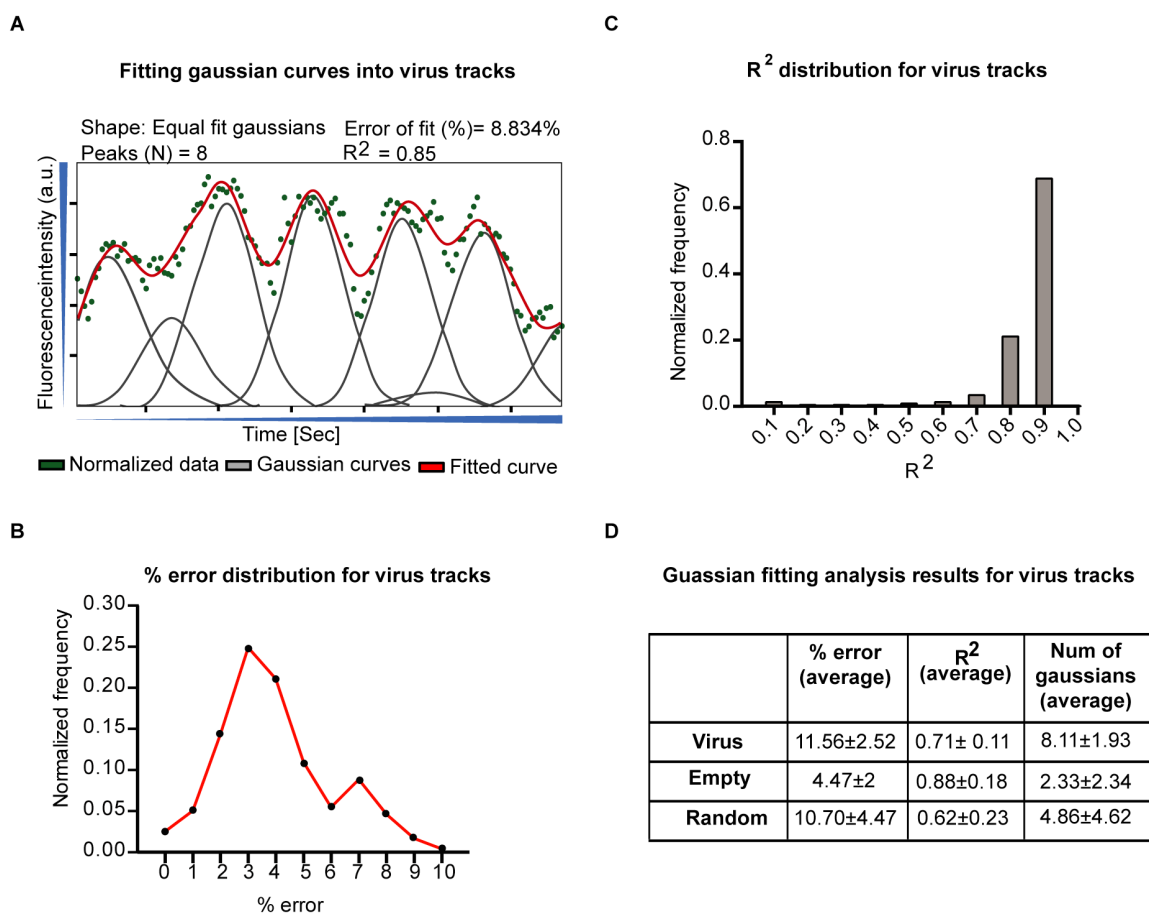 A
Fitting gaussian curves into virus tracks
Shape: Equal fit gaussians Error of fit (%)= 8.834%
Peaks (N) = 8 R2 = 0.85
Fluorescenceintensity (a.u.)
Time [Sec]
Normalized data Gaussian curves Fitted curve
B
% error distribution for virus tracks
Normalized frequency
0.30
0.25
0.20
0.15
0.10
0.05
0.00
0 1 2 3 4 5 6 7 8 9 10
% error
C
R2 distribution for virus tracks
Normalized frequency
0.8
0.6
0.4
0.2
0.0
0.1 0.2 0.3 0.4 0.5 0.6 0.7 0.8 0.9 1.0
R2
D
Guassian fitting analysis results for virus tracks
% error (average) R2 (average) Num of gaussians (average)
Virus 11.56±2.52 0.71± 0.11 8.11±1.93
Empty 4.47±2 0.88±0.18 2.33±2.34
Random 10.70±4.47 0.62±0.23 4.86±4.62